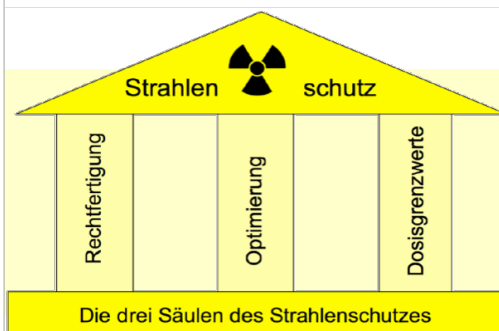 Strahlen schutz
Rechtfertigung
Optimierung
Dosisgrenzwerte
Die drei Säulen des Strahlenschutzes